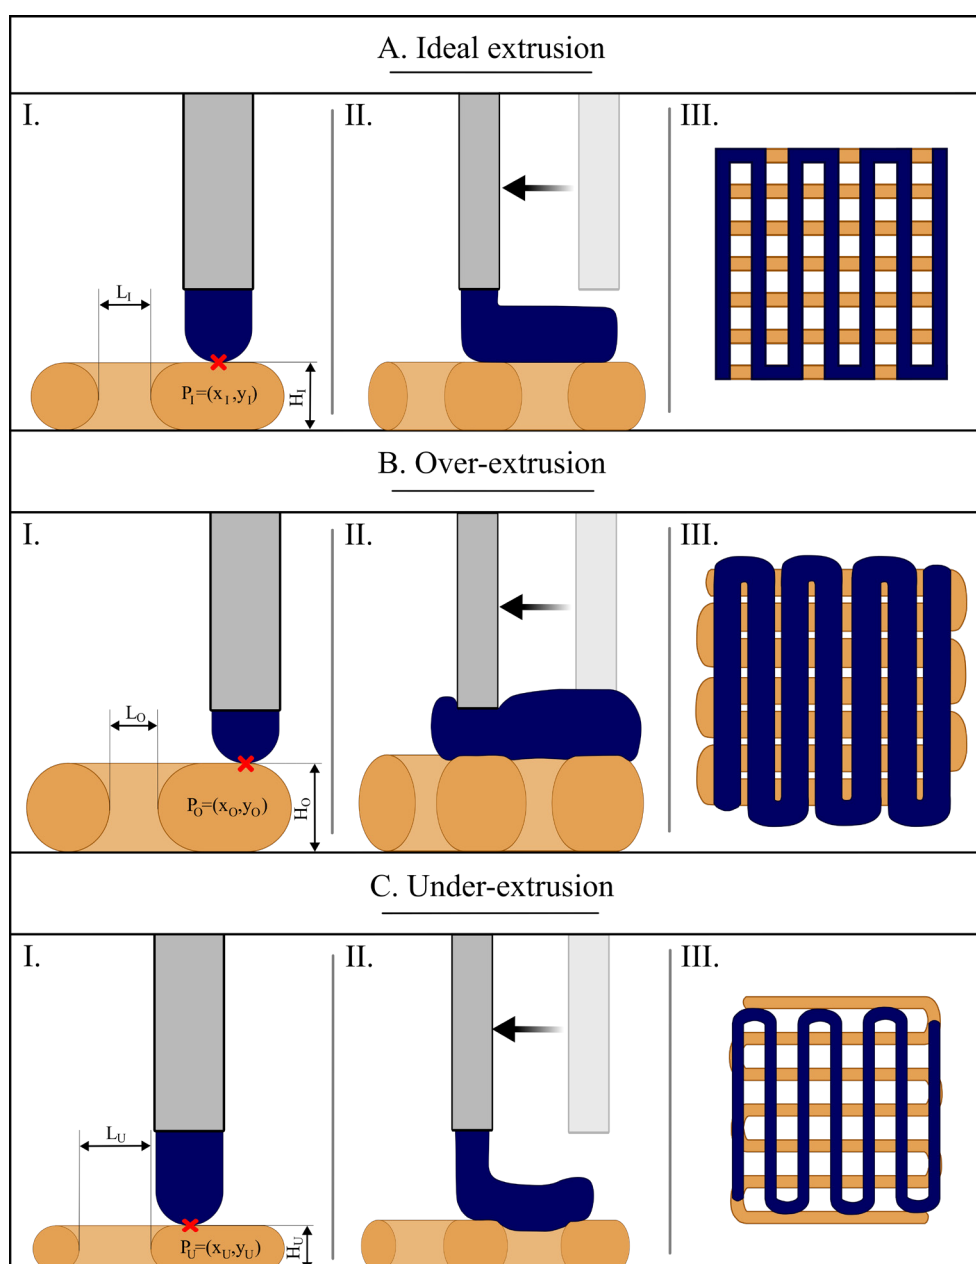 A. Ideal extrusion
I.
II.
III.
L_I
P_I=(x_I,y_I)
H_I
B. Over-extrusion
I.
II.
III.
L_O
P_O=(x_O,y_O)
H_O
C. Under-extrusion
I.
II.
III.
L_U
P_U=(x_U,y_U)
H_U